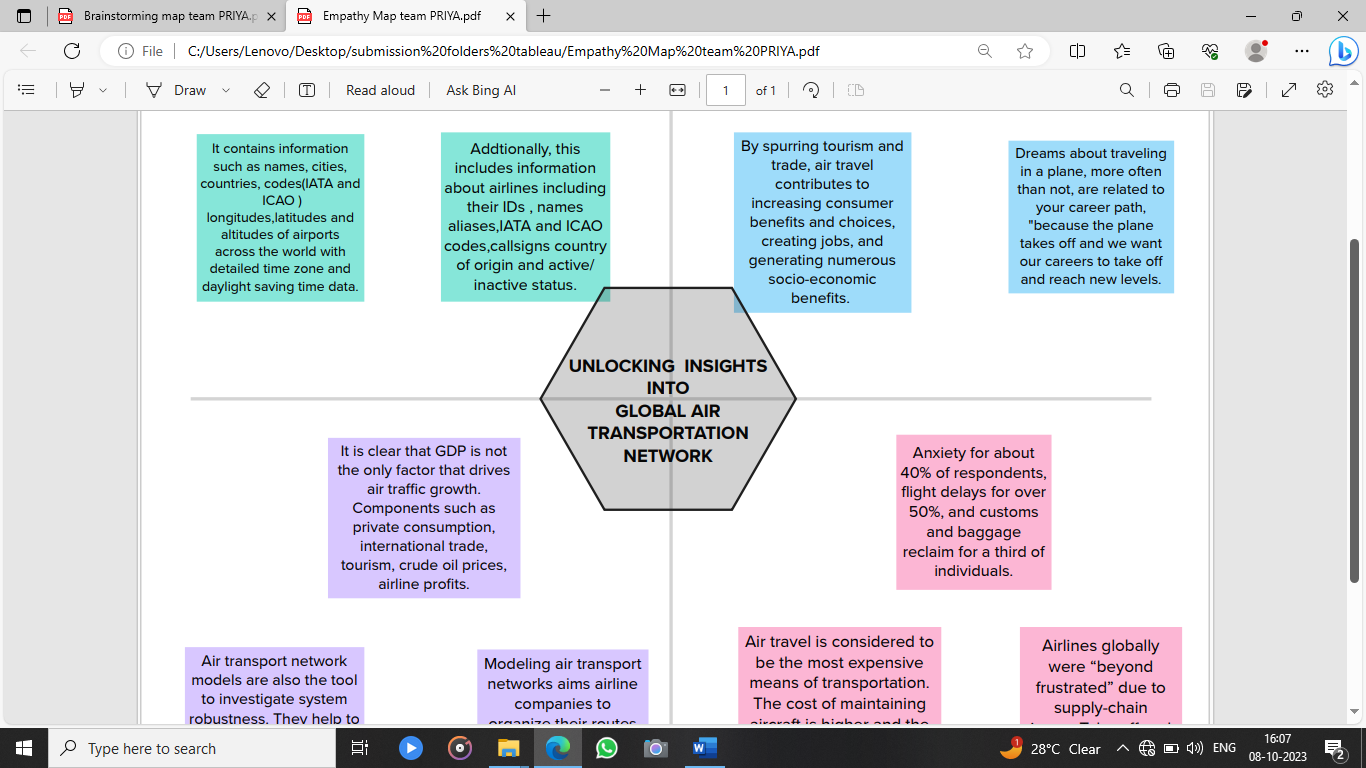 Brainstorming map team PRIYA.p
Empathy Map team PRIYA.pdf
File
C:/Users/Lenovo/Desktop/submission%20folders%20tableau/Empathy%20Map%20team%20PRIYA.pdf
Draw
Read aloud
Ask Bing AI
1
of 1
It contains information
such as names, cities,
countries, codes(IATA and
ICAO )
longitudes,latitudes and
altitudes of airports
across the world with
detailed time zone and
daylight saving time data.
Addtionally, this
includes information
about airlines including
their IDs , names
aliases,IATA and ICAO
codes,callsigns country
of origin and active/
inactive status.
By spurring tourism and
trade, air travel
contributes to
increasing consumer
benefits and choices,
creating jobs, and
generating numerous
socio-economic
benefits.
Dreams about traveling
in a plane, more often
than not, are related to
your career path,
"because the plane
takes off and we want
our careers to take off
and reach new levels.
UNLOCKING INSIGHTS
INTO
GLOBAL AIR
TRANSPORTATION
NETWORK
It is clear that GDP is not
the only factor that drives
air traffic growth.
Components such as
private consumption,
international trade,
tourism, crude oil prices,
airline profits.
Anxiety for about
40% of respondents,
flight delays for over
50%, and customs
and baggage
reclaim for a third of
individuals.
Air transport network
models are also the tool
to investigate system
robustness. They help to
Modeling air transport
networks aims airline
companies to
organize their routes
Air travel is considered to
be the most expensive
means of transportation.
The cost of maintaining
aircraft is higher and the
Airlines globally
were “beyond
frustrated” due to
supply-chain
Type here to search
28°C Clear
ENG
16:07
08-10-2023
2